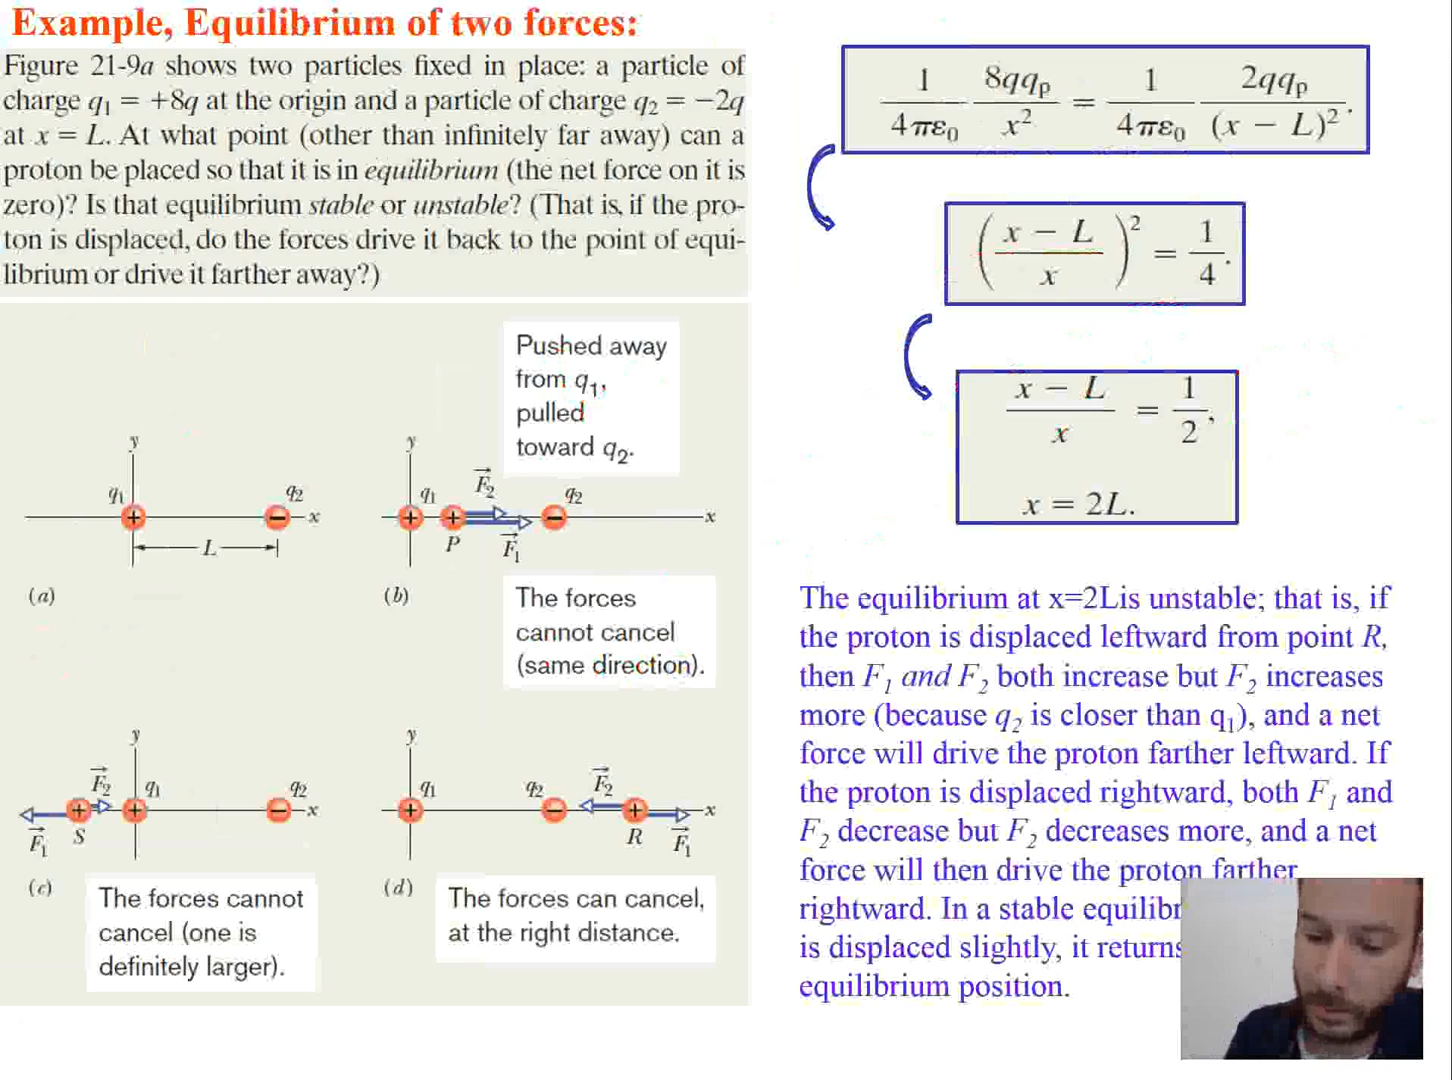 Example, Equilibrium of two forces:
Figure 21-9a shows two particles fixed in place: a particle of
charge q₁ = +8q at the origin and a particle of charge q₂ = −2q
at x = L. At what point (other than infinitely far away) can a
proton be placed so that it is in equilibrium (the net force on it is
zero)? Is that equilibrium stable or unstable? (That is, if the pro-
ton is displaced, do the forces drive it back to the point of equi-
librium or drive it farther away?)
Pushed away
from q₁,
pulled
toward q₂.
y
q₁
q₂
x
L
(a)
y
q₁
F⃗₂
q₂
x
P
F⃗₁
(b)
The forces
cannot cancel
(same direction).
y
F⃗₂
q₁
q₂
x
F⃗₁
S
(c)
The forces cannot
cancel (one is
definitely larger).
y
q₁
q₂
F⃗₂
x
R
F⃗₁
(d)
The forces can cancel,
at the right distance.
1/(4πε₀) 8qqₚ/x² = 1/(4πε₀) 2qqₚ/(x − L)².
((x − L)/x)² = 1/4.
(x − L)/x = 1/2,
x = 2L.
The equilibrium at x=2Lis unstable; that is, if
the proton is displaced leftward from point R,
then F₁ and F₂ both increase but F₂ increases
more (because q₂ is closer than q₁), and a net
force will drive the proton farther leftward. If
the proton is displaced rightward, both F₁ and
F₂ decrease but F₂ decreases more, and a net
force will then drive the proton farther
rightward. In a stable equilibr
is displaced slightly, it returns
equilibrium position.